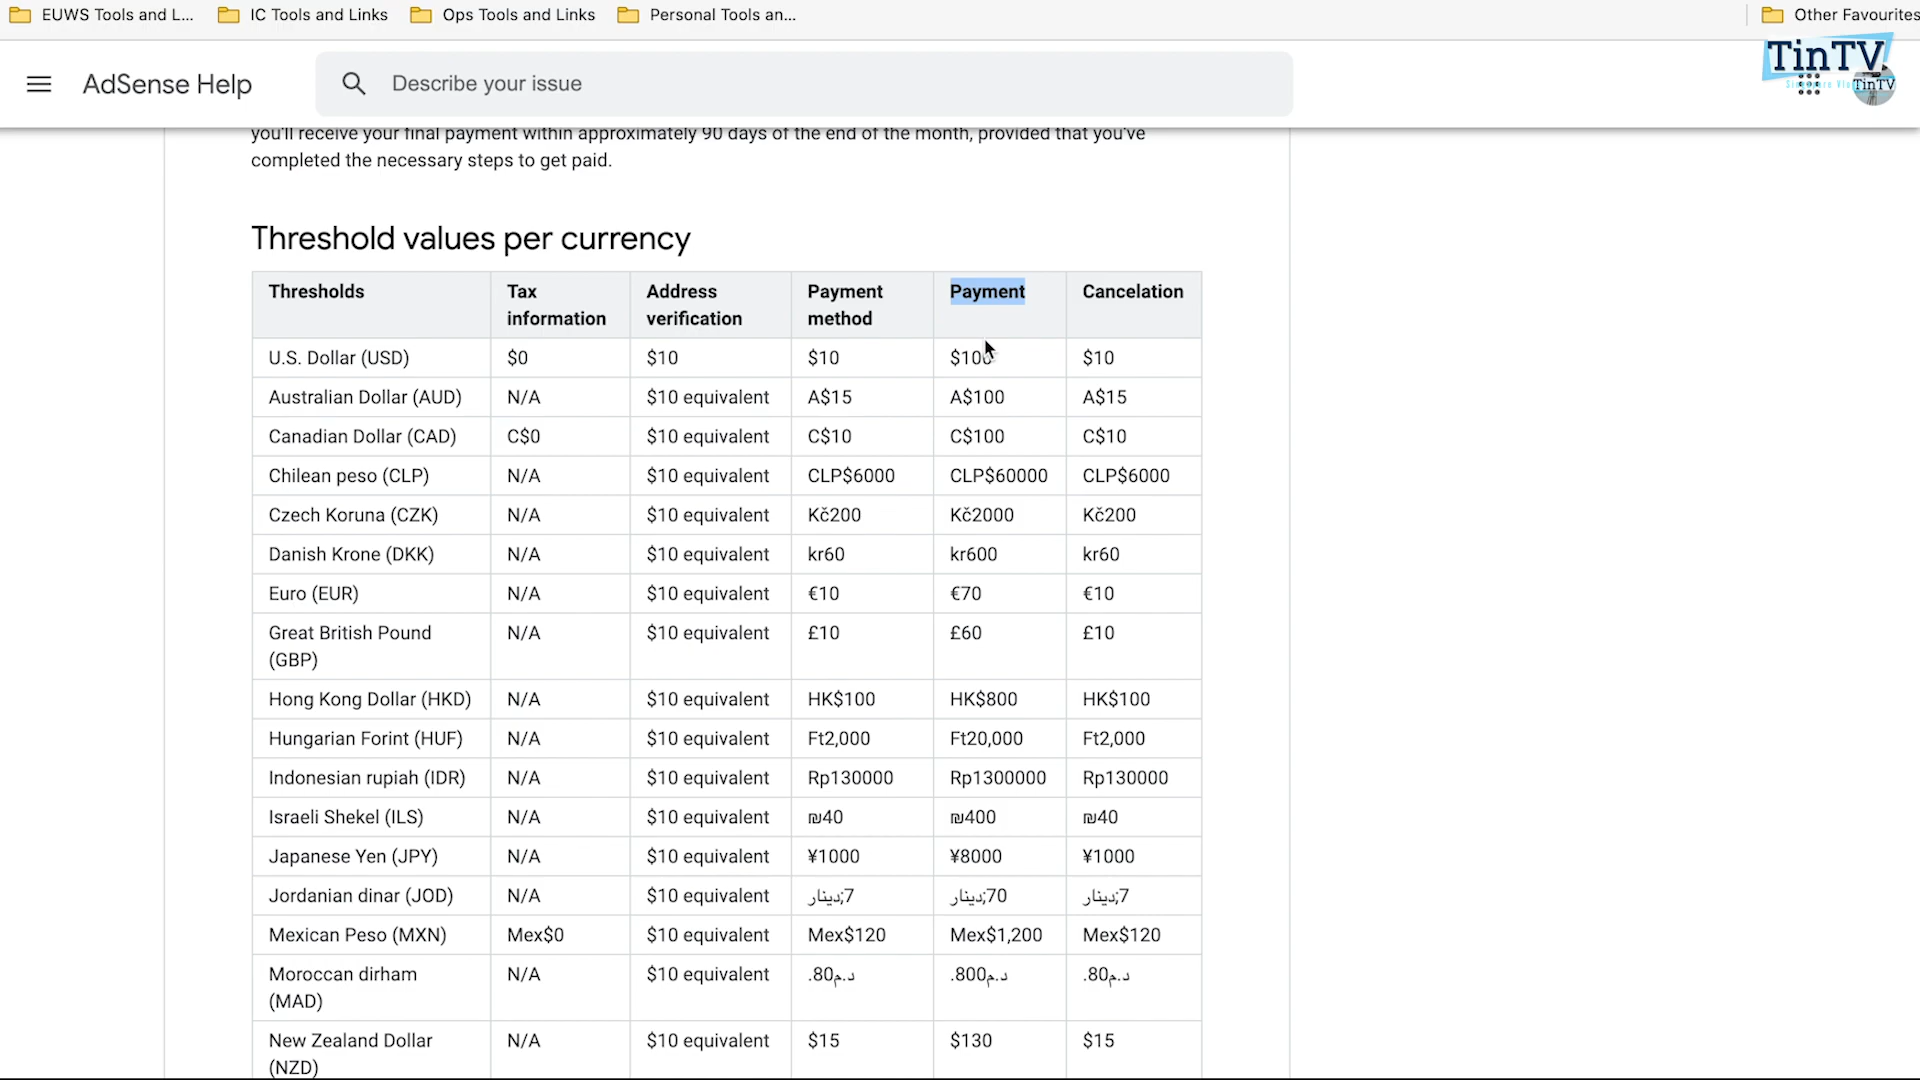 EUWS Tools and L... IC Tools and Links Ops Tools and Links Personal Tools an... Other Favourites
TinTV
AdSense Help Describe your issue TinTV
you'll receive your final payment within approximately 90 days of the end of the month, provided that you've
completed the necessary steps to get paid.
Threshold values per currency
Thresholds Tax information Address verification Payment method Payment Cancelation
U.S. Dollar (USD) $0 $10 $10 $100 $10
Australian Dollar (AUD) N/A $10 equivalent A$15 A$100 A$15
Canadian Dollar (CAD) C$0 $10 equivalent C$10 C$100 C$10
Chilean peso (CLP) N/A $10 equivalent CLP$6000 CLP$60000 CLP$6000
Czech Koruna (CZK) N/A $10 equivalent Kč200 Kč2000 Kč200
Danish Krone (DKK) N/A $10 equivalent kr60 kr600 kr60
Euro (EUR) N/A $10 equivalent €10 €70 €10
Great British Pound (GBP) N/A $10 equivalent £10 £60 £10
Hong Kong Dollar (HKD) N/A $10 equivalent HK$100 HK$800 HK$100
Hungarian Forint (HUF) N/A $10 equivalent Ft2,000 Ft20,000 Ft2,000
Indonesian rupiah (IDR) N/A $10 equivalent Rp130000 Rp1300000 Rp130000
Israeli Shekel (ILS) N/A $10 equivalent ₪40 ₪400 ₪40
Japanese Yen (JPY) N/A $10 equivalent ¥1000 ¥8000 ¥1000
Jordanian dinar (JOD) N/A $10 equivalent دينار;7 دينار;70 دينار;7
Mexican Peso (MXN) Mex$0 $10 equivalent Mex$120 Mex$1,200 Mex$120
Moroccan dirham (MAD) N/A $10 equivalent .د.م80 .د.م800 .د.م80
New Zealand Dollar (NZD) N/A $10 equivalent $15 $130 $15